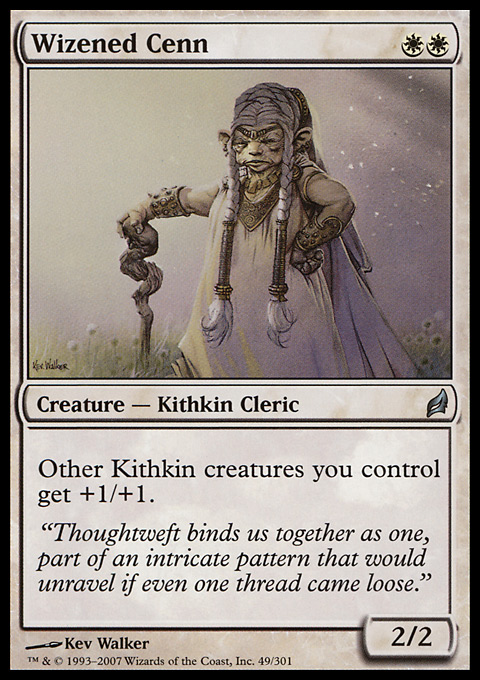 Wizened Cenn
Kev Walker
Creature — Kithkin Cleric
Other Kithkin creatures you control
get +1/+1.
“Thoughtweft binds us together as one,
part of an intricate pattern that would
unravel if even one thread came loose.”
Kev Walker
2/2
™ & © 1993–2007 Wizards of the Coast, Inc. 49/301